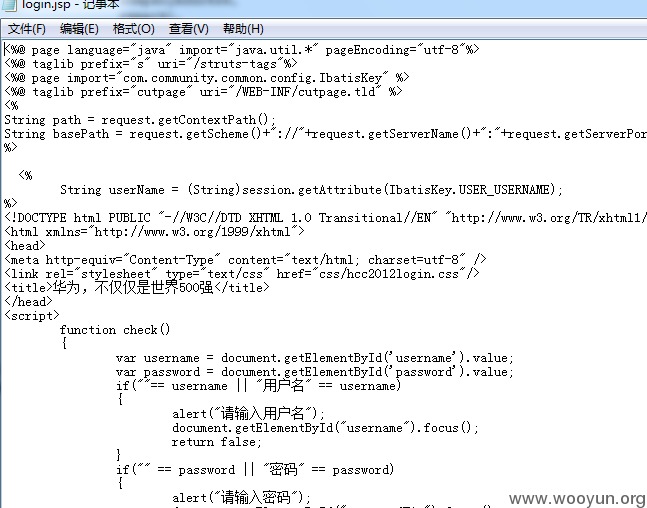 login.jsp - 记事本
文件(F) 编辑(E) 格式(O) 查看(V) 帮助(H)
<%@ page language="java" import="java.util.*" pageEncoding="utf-8"%>
<%@ taglib prefix="s" uri="/struts-tags"%>
<%@ page import="com.community.common.config.IbatisKey" %>
<%@ taglib prefix="cutpage" uri="/WEB-INF/cutpage.tld" %>
<%
String path = request.getContextPath();
String basePath = request.getScheme()+"://"+request.getServerName()+":"+request.getServerPor
%>
<%
String userName = (String)session.getAttribute(IbatisKey.USER_USERNAME);
%>
<!DOCTYPE html PUBLIC "-//W3C//DTD XHTML 1.0 Transitional//EN" "http://www.w3.org/TR/xhtml1/
<html xmlns="http://www.w3.org/1999/xhtml">
<head>
<meta http-equiv="Content-Type" content="text/html; charset=utf-8" />
<link rel="stylesheet" type="text/css" href="css/hcc2012login.css"/>
<title>华为，不仅仅是世界500强</title>
</head>
<script>
function check()
{
var username = document.getElementById('username').value;
var password = document.getElementById('password').value;
if(""== username || "用户名" == username)
{
alert("请输入用户名");
document.getElementById("username").focus();
return false;
}
if("" == password || "密码" == password)
{
alert("请输入密码");
www.wooyun.org